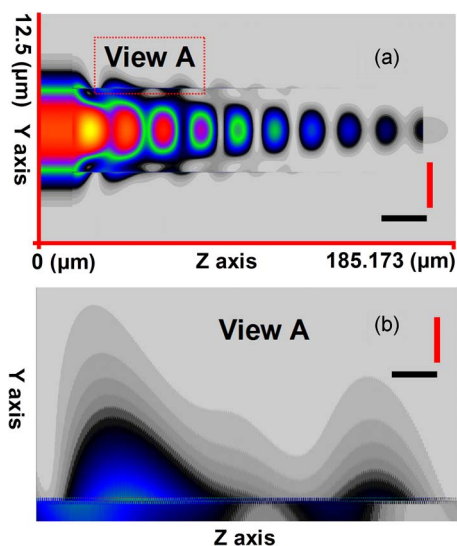 12.5 (µm)
Y axis
View A
(a)
0 (µm)
Z axis
185.173 (µm)
View A
(b)
Y axis
Z axis